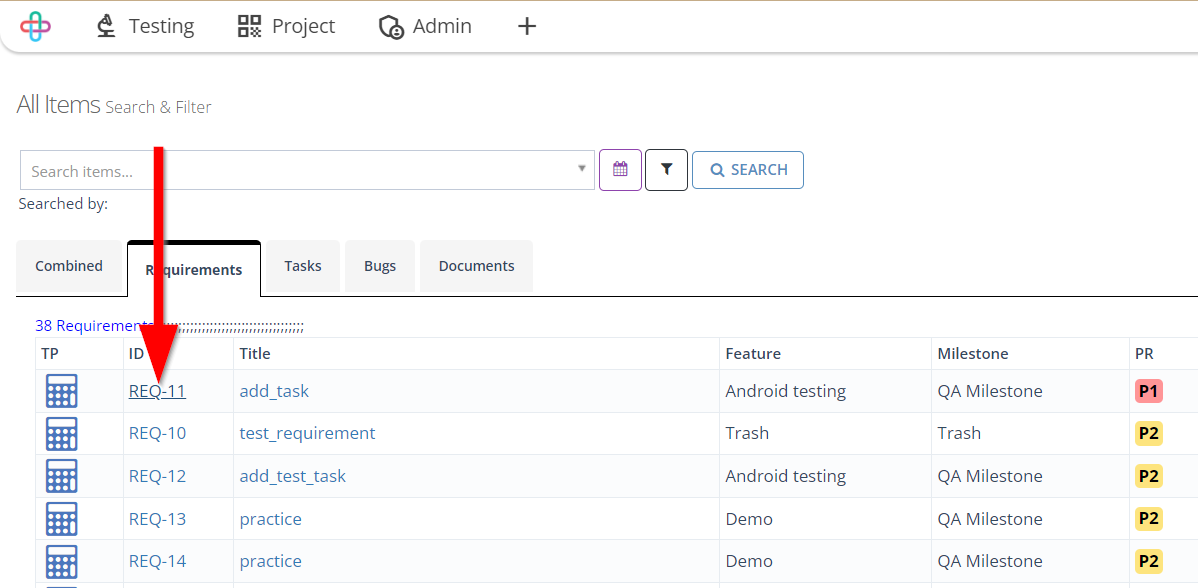 Testing Project Admin +
All Items Search & Filter
Search items... SEARCH
Searched by:
Combined Requirements Tasks Bugs Documents
38 Requirements
TP ID Title Feature Milestone PR
REQ-11 add_task Android testing QA Milestone P1
REQ-10 test_requirement Trash Trash P2
REQ-12 add_test_task Android testing QA Milestone P2
REQ-13 practice Demo QA Milestone P2
REQ-14 practice Demo QA Milestone P2